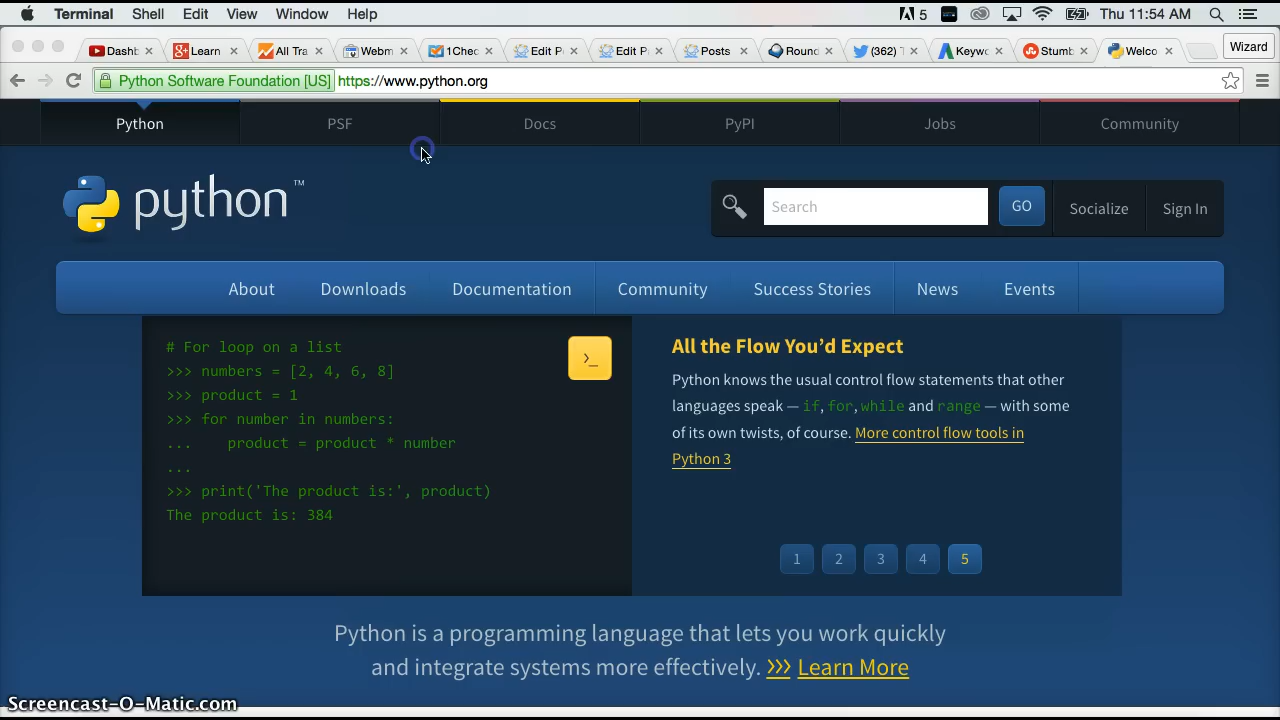 Terminal Shell Edit View Window Help 5 Thu 11:54 AM
Dashb Learn All Tra Webm 1Chec Edit P Edit P Posts Round (362) T Keywo Stumb Welco Wizard
Python Software Foundation [US] https://www.python.org
Python PSF Docs PyPI Jobs Community
python™
Search GO Socialize Sign In
About Downloads Documentation Community Success Stories News Events
# For loop on a list
>>> numbers = [2, 4, 6, 8]
>>> product = 1
>>> for number in numbers:
...    product = product * number
...
>>> print('The product is:', product)
The product is: 384
>_
All the Flow You’d Expect
Python knows the usual control flow statements that other
languages speak — if, for, while and range — with some
of its own twists, of course. More control flow tools in
Python 3
1 2 3 4 5
Python is a programming language that lets you work quickly
and integrate systems more effectively. >>> Learn More
Screencast-O-Matic.com